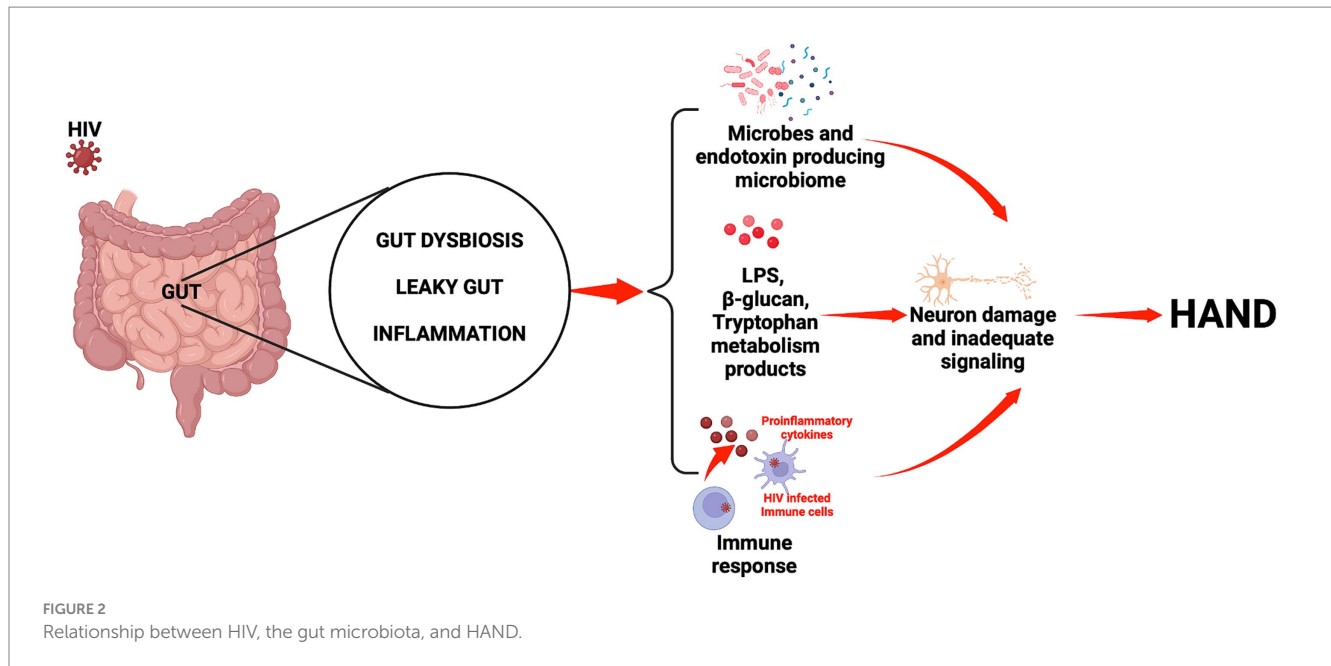 HIV
GUT
GUT DYSBIOSIS
LEAKY GUT
INFLAMMATION
Microbes and
endotoxin producing
microbiome
LPS,
β-glucan,
Tryptophan
metabolism
products
Proinflammatory
cytokines
HIV infected
Immune cells
Immune
response
Neuron damage
and inadequate
signaling
HAND
FIGURE 2
Relationship between HIV, the gut microbiota, and HAND.